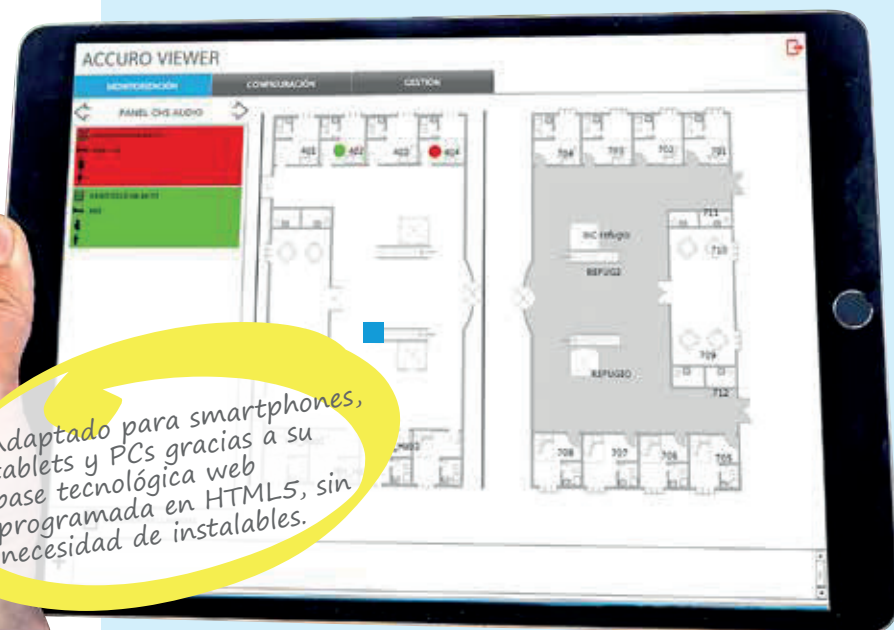 ACCURO VIEWER
MONITORIZACIÓN
CONFIGURACIÓN
GESTIÓN
PANEL CHS AUDIO
401
402
403
404
704
703
702
701
711
710
REFUGE
REFUGIO
709
712
708
707
706
705
Adaptado para smartphones,
tablets y PCs gracias a su
base tecnológica web
programada en HTML5, sin
necesidad de instalables.